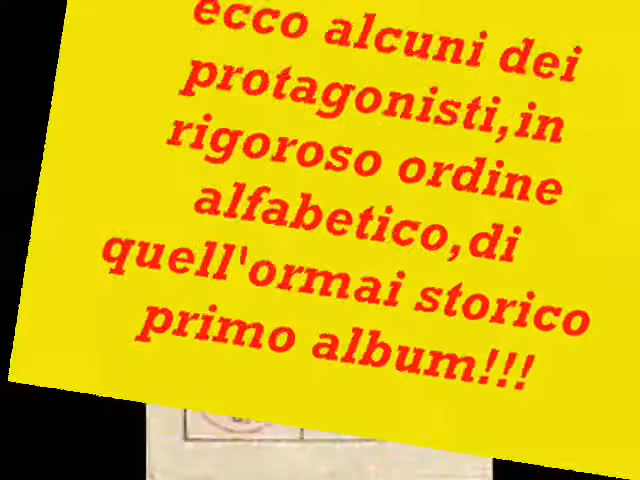 ecco alcuni dei
protagonisti,in
rigoroso ordine
alfabetico,di
quell'ormai storico
primo album!!!